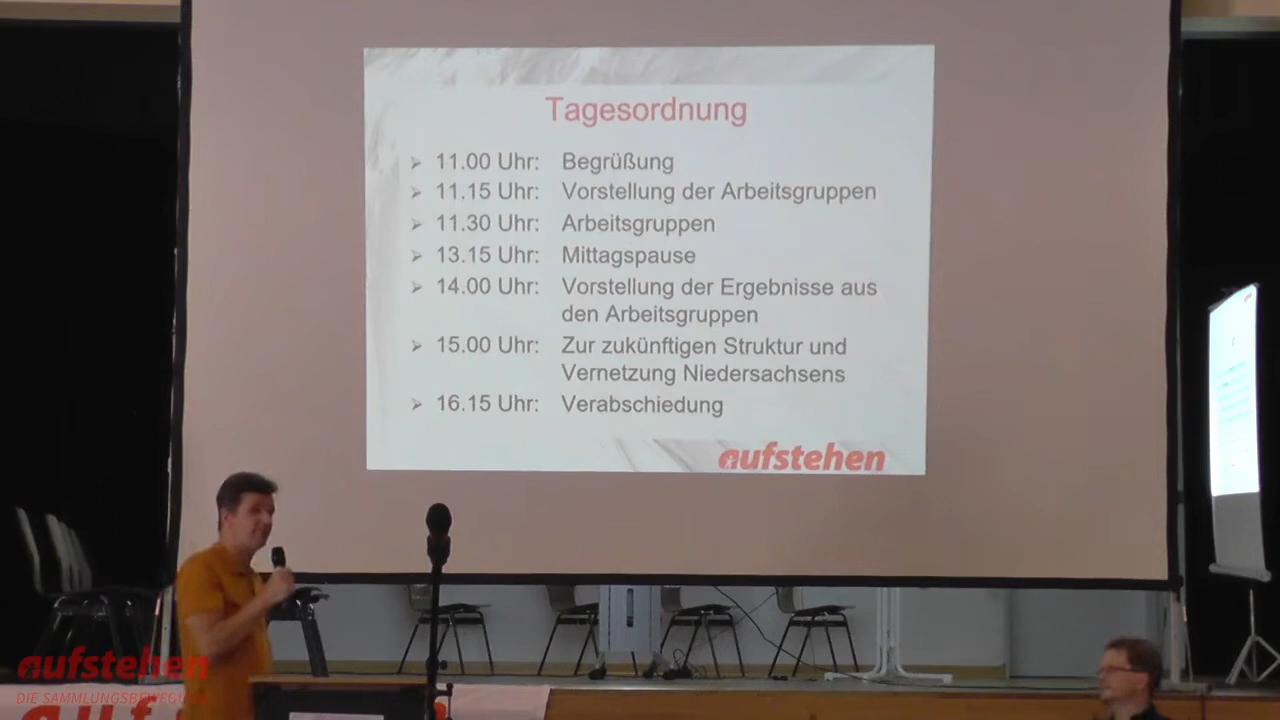 Tagesordnung
11.00 Uhr: Begrüßung
11.15 Uhr: Vorstellung der Arbeitsgruppen
11.30 Uhr: Arbeitsgruppen
13.15 Uhr: Mittagspause
14.00 Uhr: Vorstellung der Ergebnisse aus
den Arbeitsgruppen
15.00 Uhr: Zur zukünftigen Struktur und
Vernetzung Niedersachsens
16.15 Uhr: Verabschiedung
aufstehen
aufstehen
DIE SAMMLUNGSBEWEGUNG